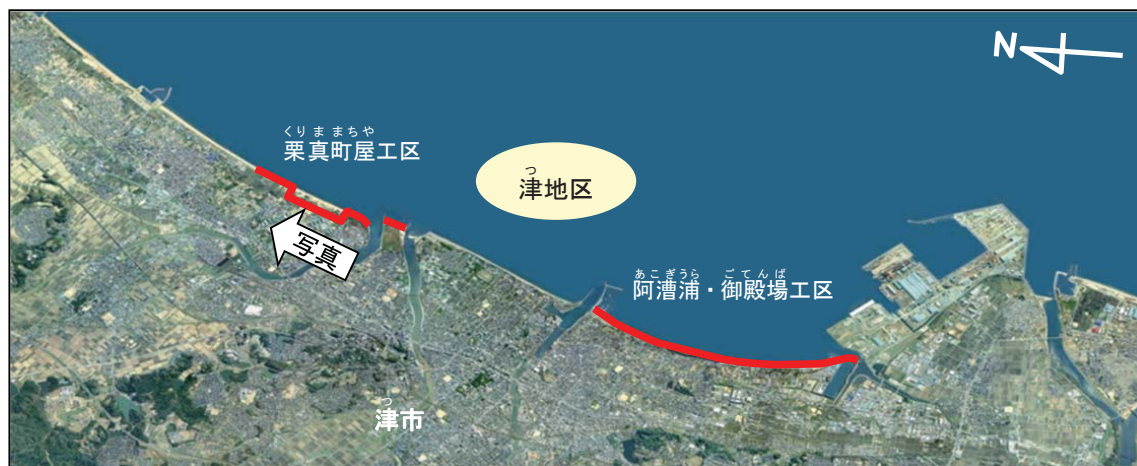 N
くりままちや
栗真町屋工区
つ
津地区
写真
あこぎうら ごてんば
阿漕浦・御殿場工区
つ
津市